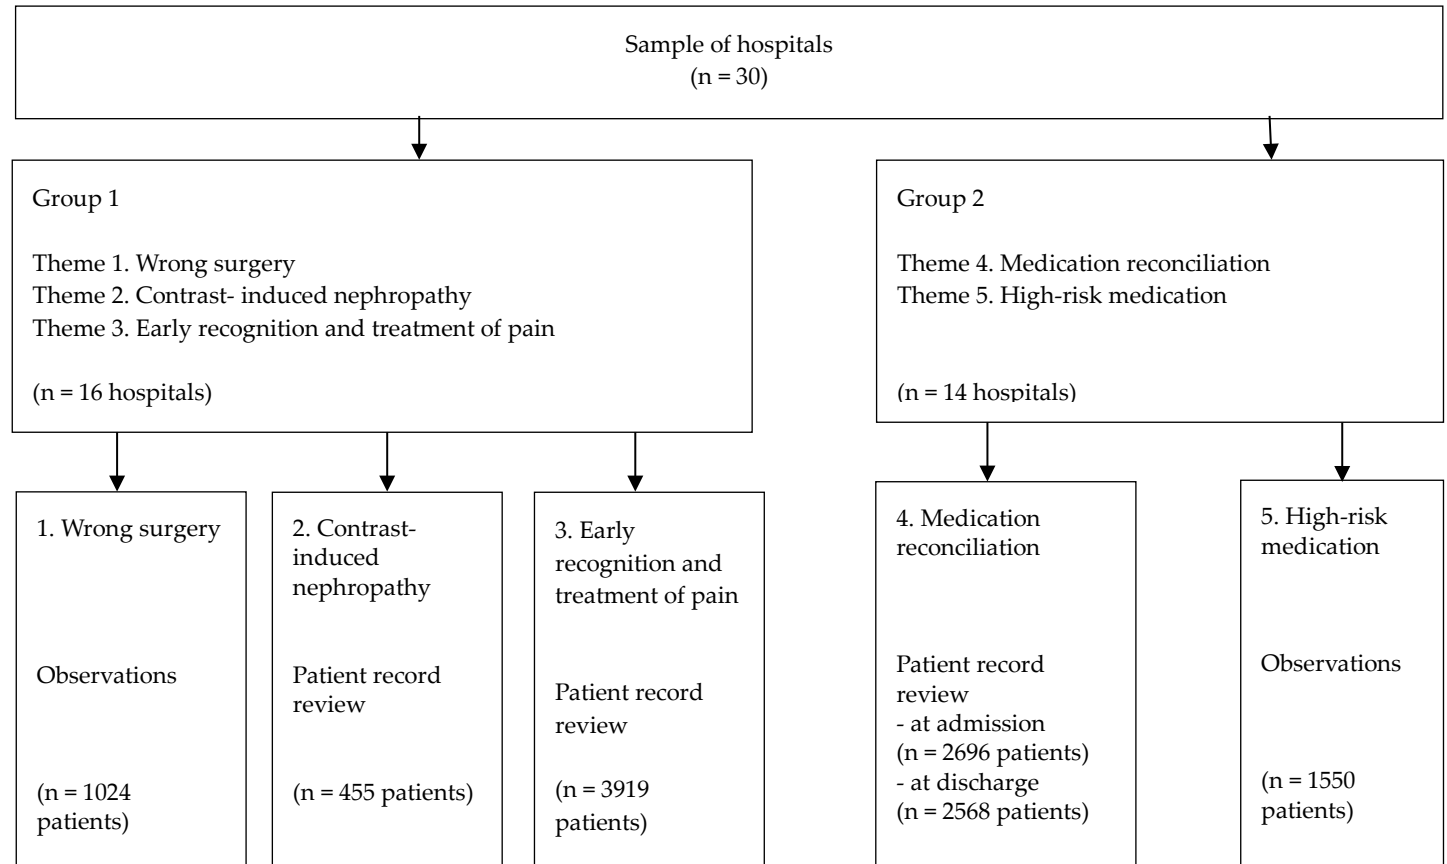 Sample of hospitals
(n = 30)
Group 1
Theme 1. Wrong surgery
Theme 2. Contrast- induced nephropathy
Theme 3. Early recognition and treatment of pain
(n = 16 hospitals)
Group 2
Theme 4. Medication reconciliation
Theme 5. High-risk medication
(n = 14 hospitals)
1. Wrong surgery
Observations
(n = 1024
patients)
2. Contrast-
induced
nephropathy
Patient record
review
(n = 455 patients)
3. Early
recognition and
treatment of pain
Patient record
review
(n = 3919
patients)
4. Medication
reconciliation
Patient record
review
- at admission
(n = 2696 patients)
- at discharge
(n = 2568 patients)
5. High-risk
medication
Observations
(n = 1550
patients)